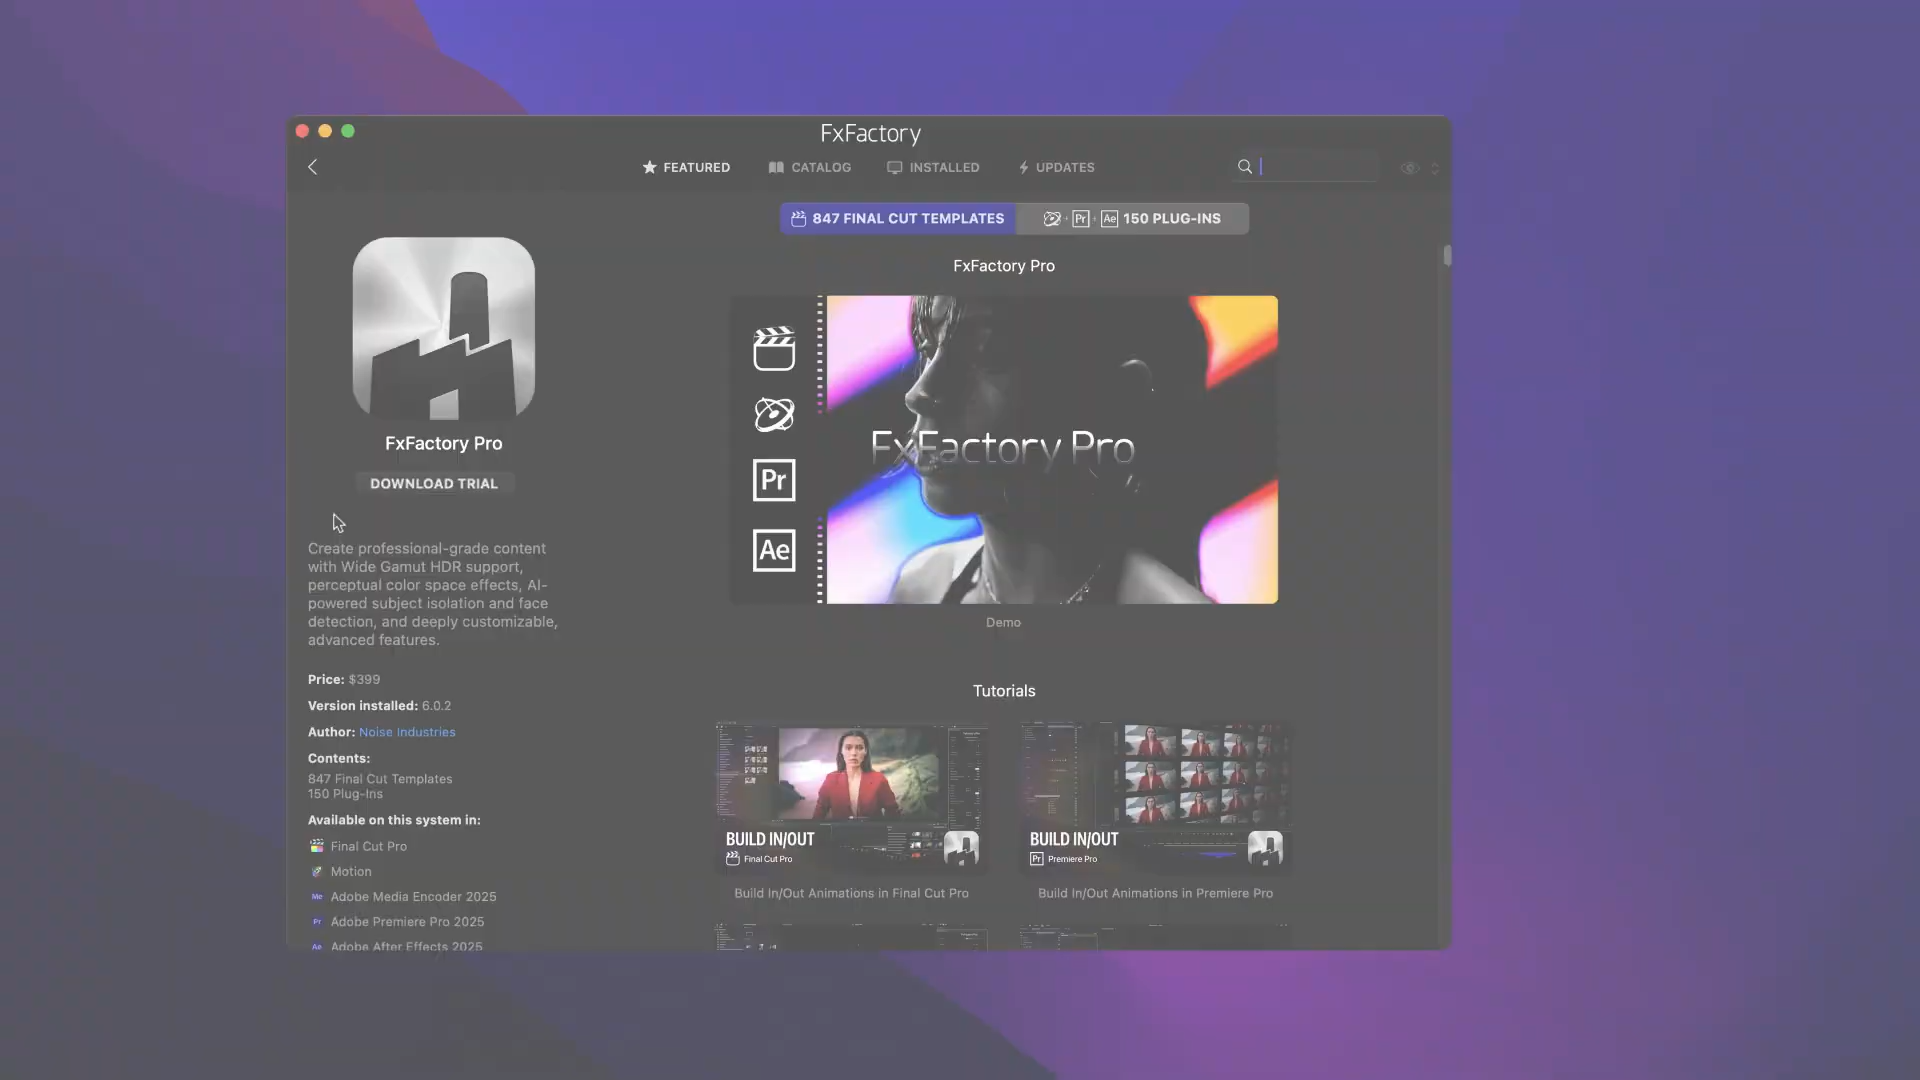 FxFactory
FEATURED
CATALOG
INSTALLED
UPDATES
847 FINAL CUT TEMPLATES
Pr
Ae
150 PLUG-INS
FxFactory Pro
DOWNLOAD TRIAL
Create professional-grade content
with Wide Gamut HDR support,
perceptual color space effects, AI-
powered subject isolation and face
detection, and deeply customizable,
advanced features.
Price: $399
Version installed: 6.0.2
Author: Noise Industries
Contents:
847 Final Cut Templates
150 Plug-Ins
Available on this system in:
Final Cut Pro
Motion
Me Adobe Media Encoder 2025
Pr Adobe Premiere Pro 2025
Ae Adobe After Effects 2025
FxFactory Pro
Pr
Ae
FxFactory Pro
Demo
Tutorials
BUILD IN/OUT
Final Cut Pro
Build In/Out Animations in Final Cut Pro
BUILD IN/OUT
Pr Premiere Pro
Build In/Out Animations in Premiere Pro